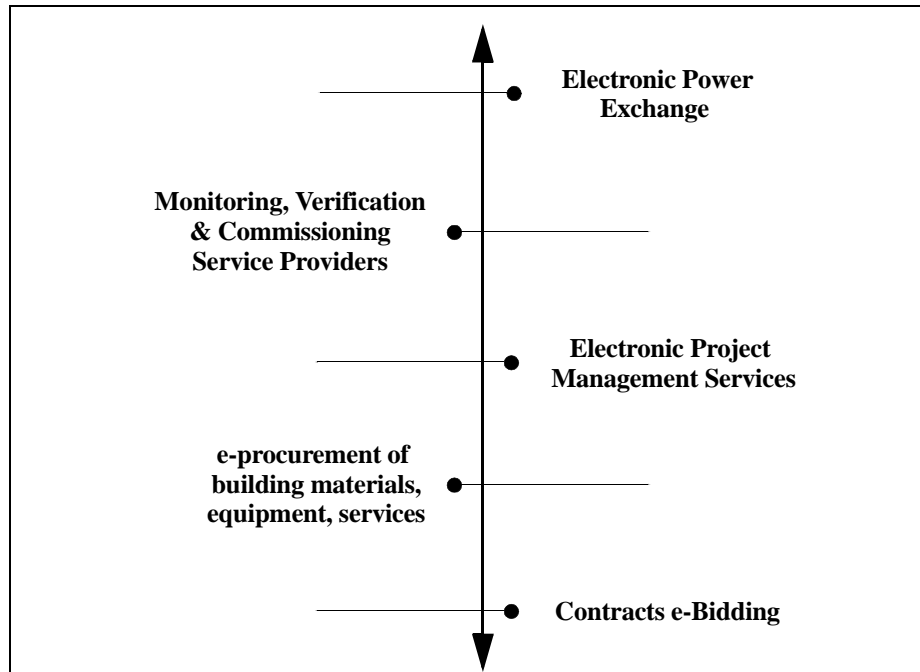 Electronic Power
Exchange
Monitoring, Verification
& Commissioning
Service Providers
Electronic Project
Management Services
e-procurement of
building materials,
equipment, services
Contracts e-Bidding